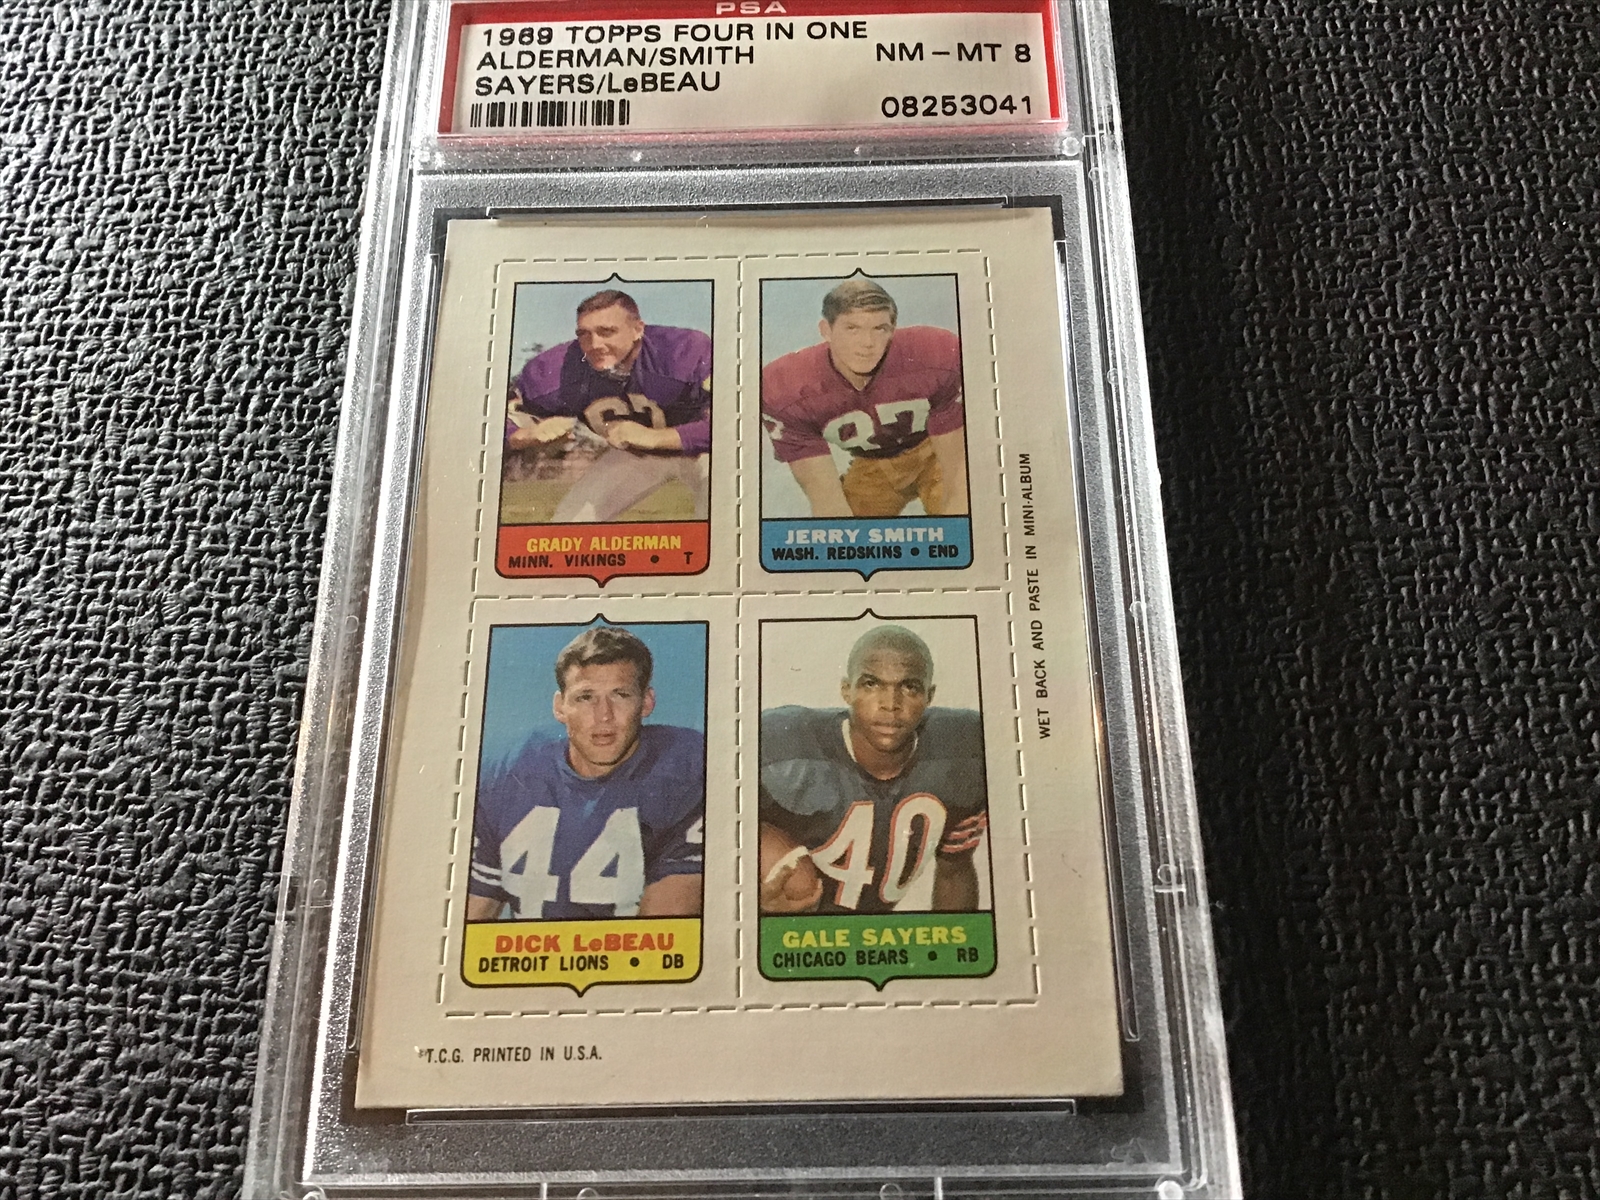 PSA
1969 TOPPS FOUR IN ONE
ALDERMAN/SMITH NM – MT 8
SAYERS/LeBEAU
08253041
67
GRADY ALDERMAN
MINN. VIKINGS • T
87
JERRY SMITH
WASH. REDSKINS • END
44
DICK LeBEAU
DETROIT LIONS • DB
40
GALE SAYERS
CHICAGO BEARS • RB
WET BACK AND PASTE IN MINI-ALBUM
T.C.G. PRINTED IN U.S.A.